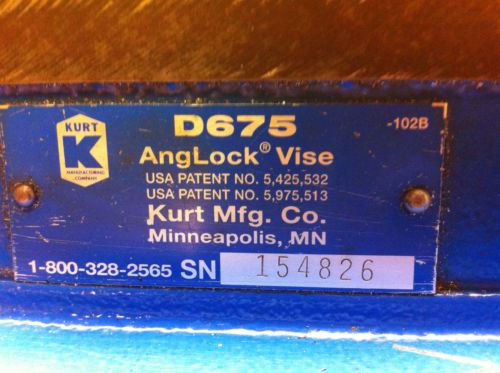 KURT
K
MANUFACTURING
COMPANY
D675
-102B
AngLock® Vise
USA PATENT NO. 5,425,532
USA PATENT NO. 5,975,513
Kurt Mfg. Co.
Minneapolis, MN
1-800-328-2565 SN 154826